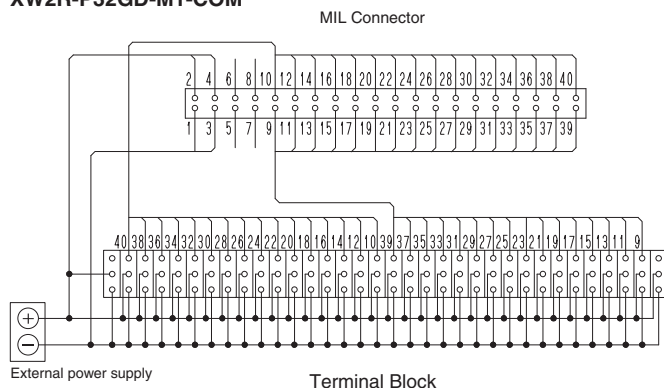 XW2R-P32GD-M1-COM
MIL Connector
2 4 6 8 10 12 14 16 18 20 22 24 26 28 30 32 34 36 38 40
1 3 5 7 9 11 13 15 17 19 21 23 25 27 29 31 33 35 37 39
40 38 36 34 32 30 28 26 24 22 20 18 16 14 12 10 39 37 35 33 31 29 27 25 23 21 19 17 15 13 11 9
+
−
External power supply
Terminal Block